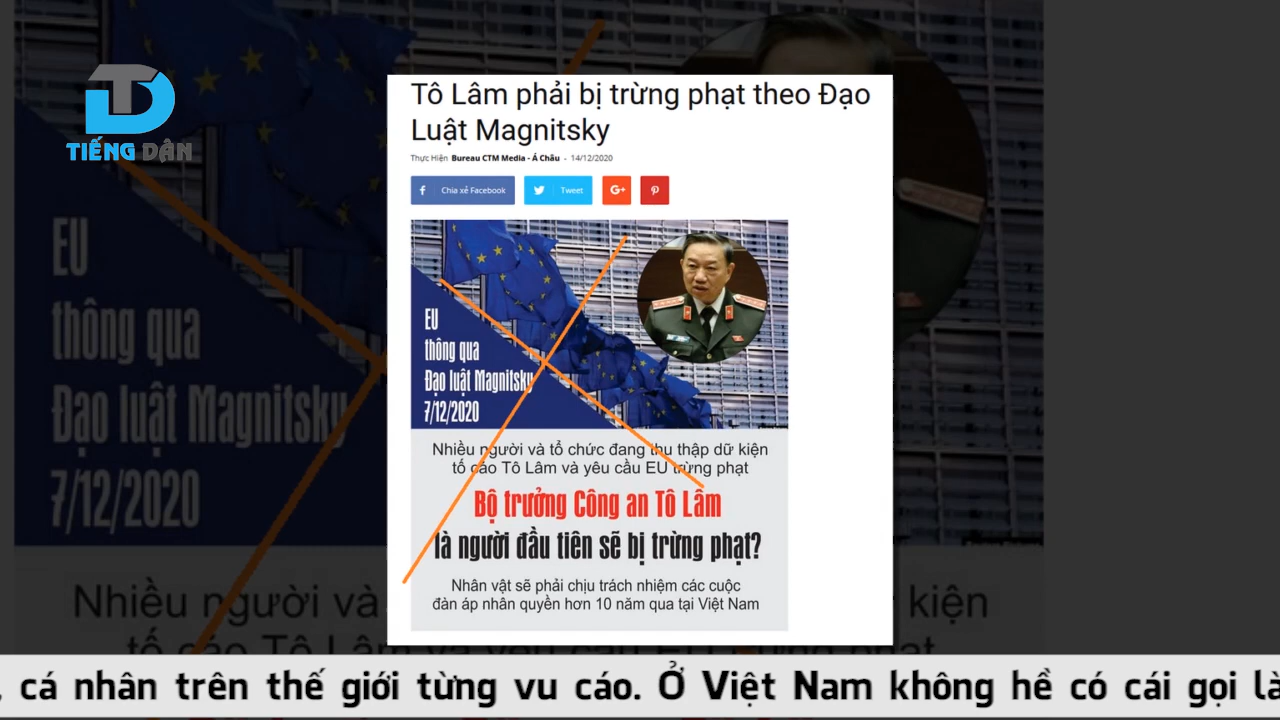 TIẾNG DÂN
Tô Lâm phải bị trừng phạt theo Đạo
Luật Magnitsky
Thực Hiện Bureau CTM Media - Á Châu - 14/12/2020
Chia xẻ Facebook
Tweet
G+
EU
thông qua
Đạo luật Magnitsky
7/12/2020
Nhiều người và tổ chức đang thu thập dữ kiện
tố cáo Tô Lâm và yêu cầu EU trừng phạt
Bộ trưởng Công an Tô Lâm
là người đầu tiên sẽ bị trừng phạt?
Nhân vật sẽ phải chịu trách nhiệm các cuộc
đàn áp nhân quyền hơn 10 năm qua tại Việt Nam
EU
thông qua
Đạo luật Magnitsky
7/12/2020
Nhiều người và kiện
tố cáo Tô Lâm và yêu cầu EU trừng phạt
, cá nhân trên thế giới từng vu cáo. Ở Việt Nam không hề có cái gọi là